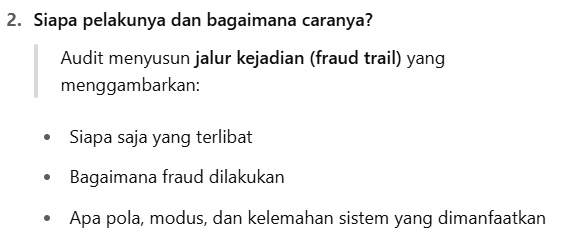 2. Siapa pelakunya dan bagaimana caranya?
Audit menyusun jalur kejadian (fraud trail) yang
menggambarkan:
• Siapa saja yang terlibat
• Bagaimana fraud dilakukan
• Apa pola, modus, dan kelemahan sistem yang dimanfaatkan